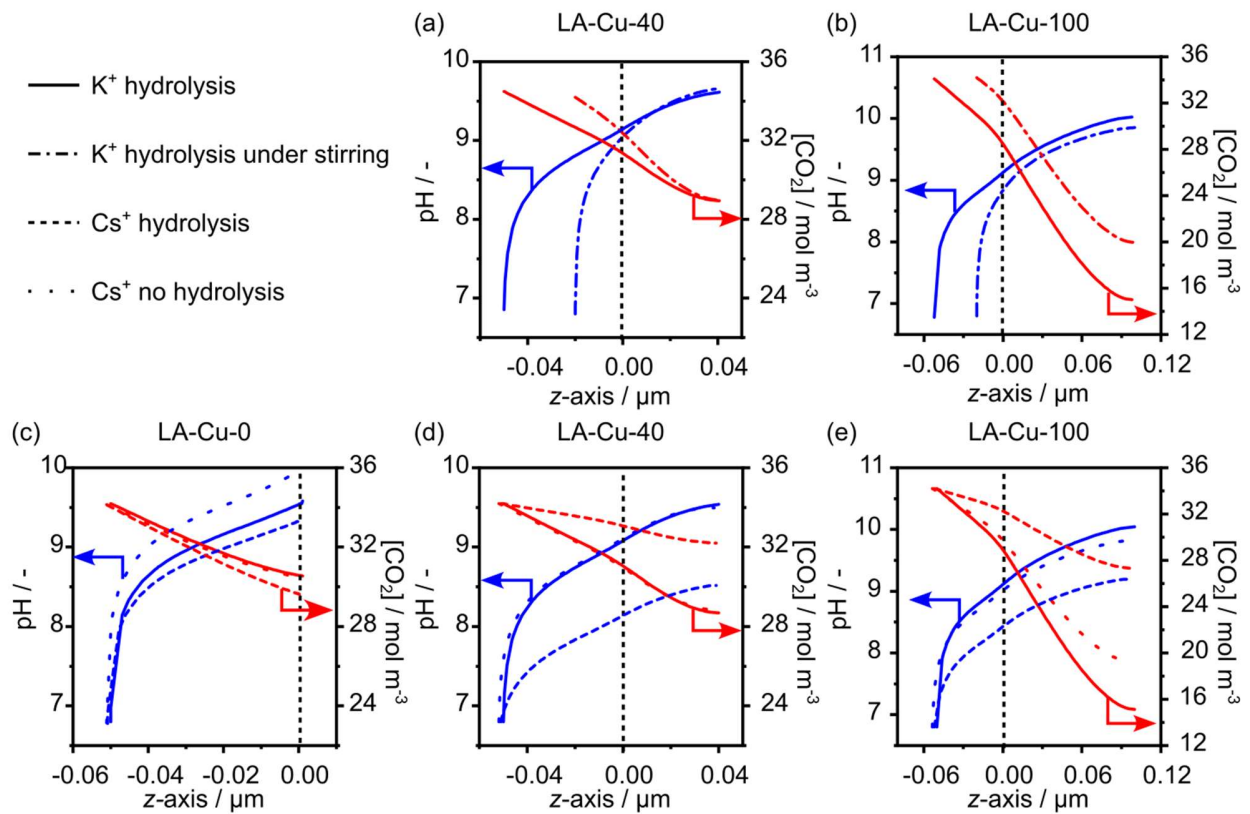 K⁺ hydrolysis
K⁺ hydrolysis under stirring
Cs⁺ hydrolysis
Cs⁺ no hydrolysis
(a) LA-Cu-40
10
9
8
7
pH / -
36
32
28
24
[CO₂] / mol m⁻³
-0.04 0.00 0.04
z-axis / µm
(b) LA-Cu-100
11
10
9
8
7
pH / -
36
32
28
24
20
16
12
[CO₂] / mol m⁻³
-0.06 0.00 0.06 0.12
z-axis / µm
(c) LA-Cu-0
10
9
8
7
pH / -
36
32
28
24
[CO₂] / mol m⁻³
-0.06 -0.04 -0.02 0.00
z-axis / µm
(d) LA-Cu-40
10
9
8
7
pH / -
36
32
28
24
[CO₂] / mol m⁻³
-0.04 0.00 0.04
z-axis / µm
(e) LA-Cu-100
11
10
9
8
7
pH / -
36
32
28
24
20
16
12
[CO₂] / mol m⁻³
-0.06 0.00 0.06 0.12
z-axis / µm